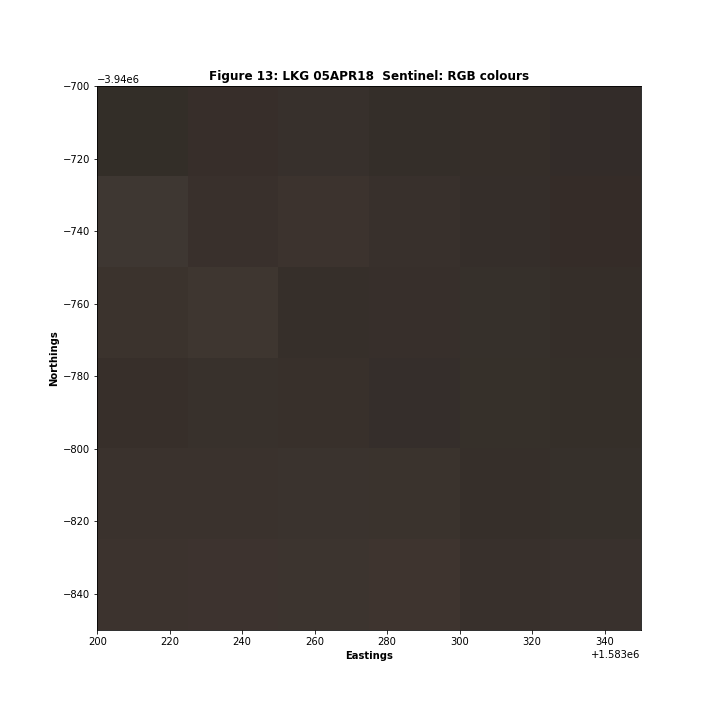 Figure 13: LKG 05APR18  Sentinel: RGB colours
−3.94e6
−700
−720
−740
−760
−780
−800
−820
−840
Northings
200 220 240 260 280 300 320 340
+1.583e6
Eastings